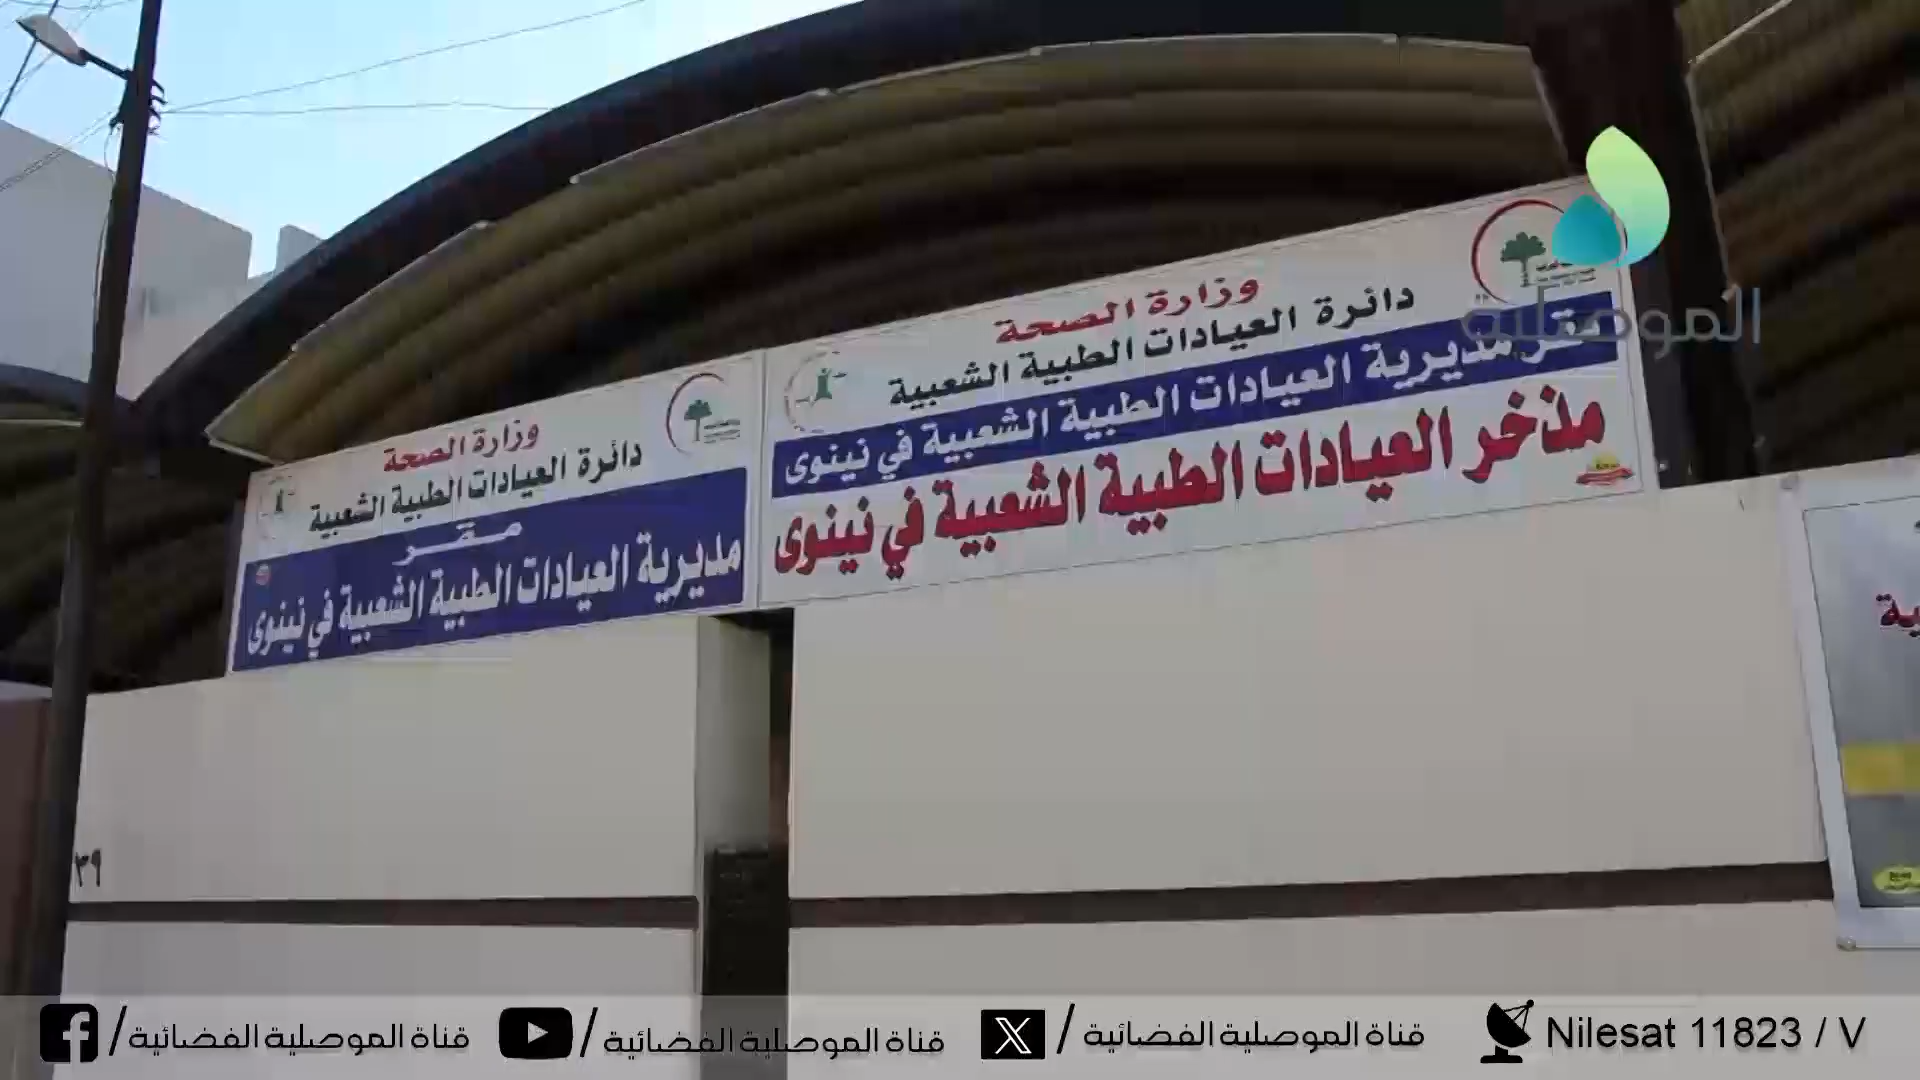 وزارة الصحة
دائرة العيادات الطبية الشعبية
مقر مديرية العيادات الطبية الشعبية في نينوى
مذخر العيادات الطبية الشعبية في نينوى
وزارة الصحة
دائرة العيادات الطبية الشعبية
مقر
مديرية العيادات الطبية الشعبية في نينوى
الموصلية
٣٩
/قناة الموصلية الفضائية
/قناة الموصلية الفضائية
/قناة الموصلية الفضائية
Nilesat 11823 / V